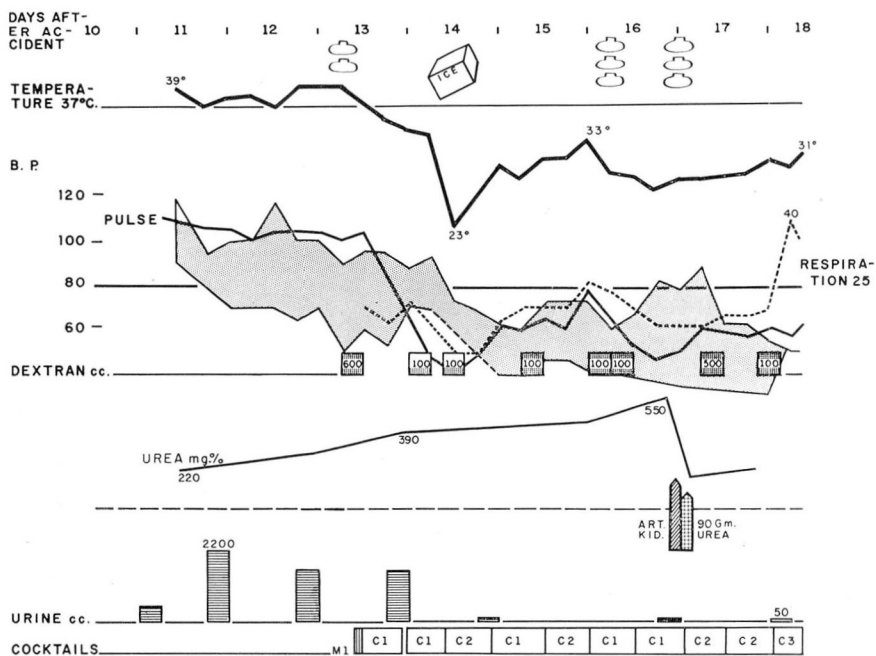 DAYS AFT-
ER AC-
CIDENT
10 11 12 13 14 15 16 17 18
ICE
TEMPERA-
TURE 37°C.
39°
23°
33°
31°
B. P.
120
100
80
60
PULSE
40
RESPIRA-
TION 25
DEXTRAN cc.
600 100 100 100 100 100 500 100
UREA mg.%
220
390
550
ART.
KID.
90 Gm.
UREA
2200
50
URINE cc.
COCKTAILS
M1 C1 C1 C2 C1 C2 C1 C1 C2 C2 C3